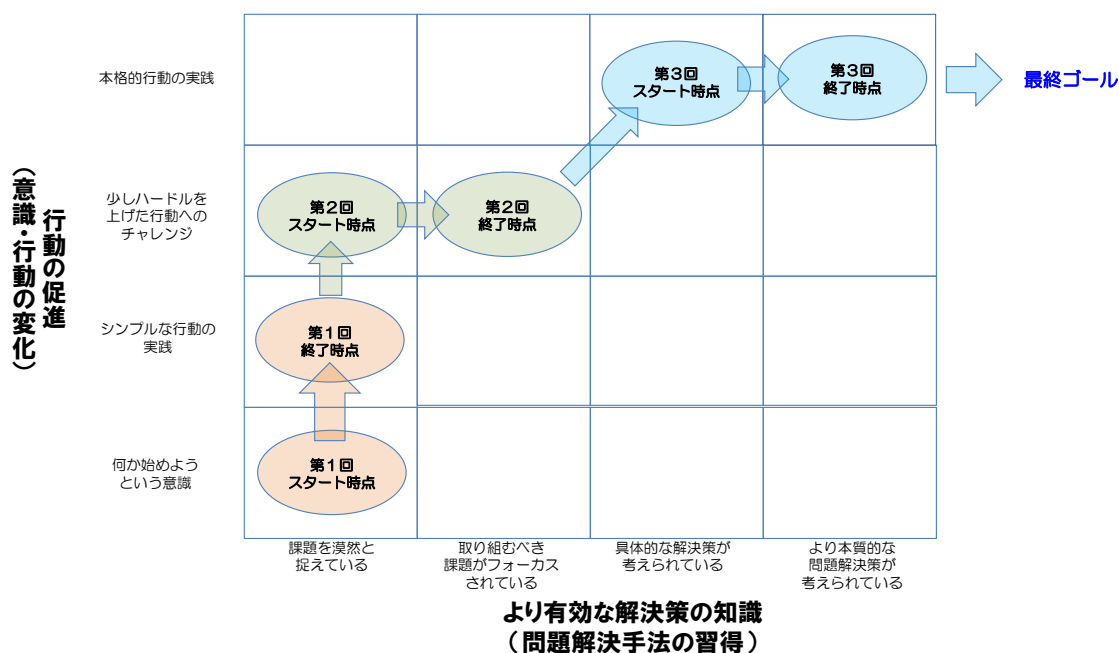 本格的行動の実践
第3回
スタート時点
第3回
終了時点
最終ゴール
少しハードルを
上げた行動への
チャレンジ
第2回
スタート時点
第2回
終了時点
行動の促進
（意識・行動の変化）
シンプルな行動の
実践
第1回
終了時点
何か始めよう
という意識
第1回
スタート時点
課題を漠然と
捉えている
取り組むべき
課題がフォーカス
されている
具体的な解決策が
考えられている
より本質的な
問題解決策が
考えられている
より有効な解決策の知識
（問題解決手法の習得）